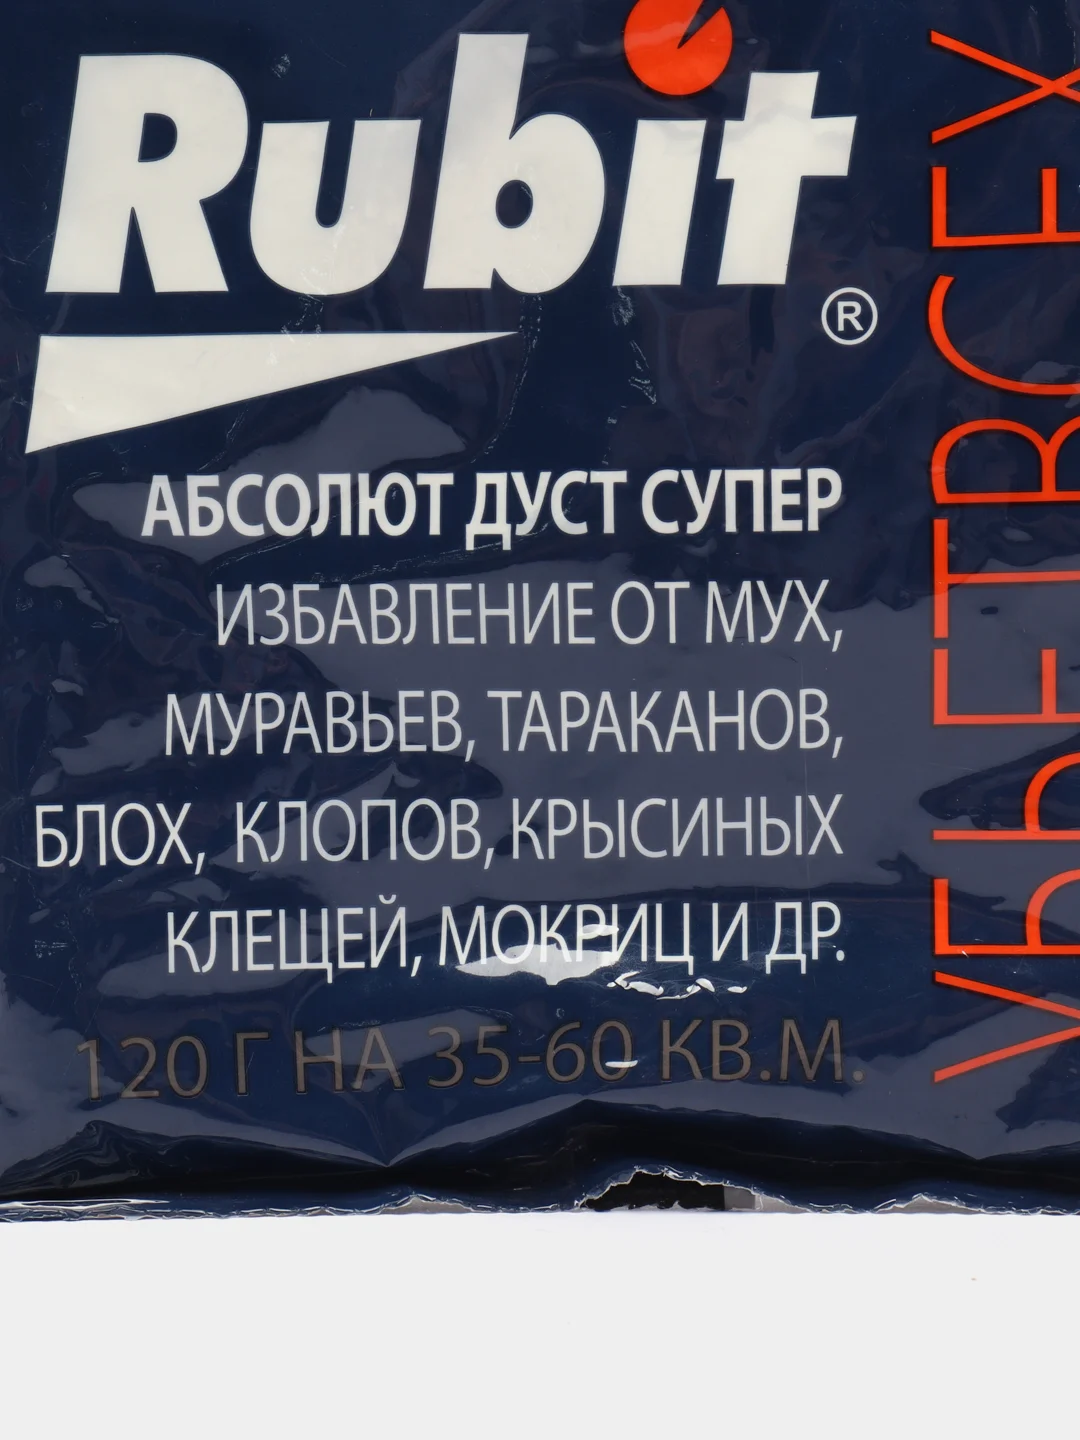 Rubit
®
АБСОЛЮТ ДУСТ СУПЕР
ИЗБАВЛЕНИЕ ОТ МУХ,
МУРАВЬЕВ, ТАРАКАНОВ,
БЛОХ, КЛОПОВ, КРЫСИНЫХ
КЛЕЩЕЙ, МОКРИЦ И ДР.
120 Г НА 35-60 КВ.М.
УБЬЕТ ВСЕХ